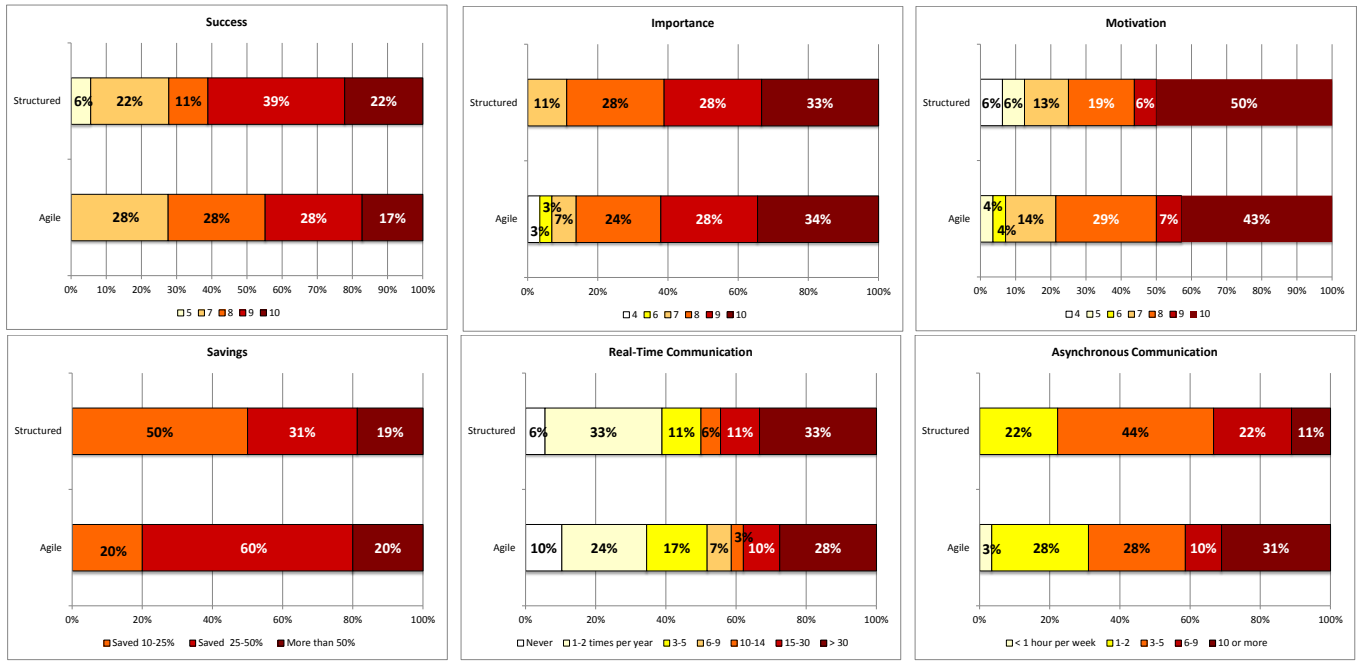 Success
Structured
6% 22% 11% 39% 22%
Agile
28% 28% 28% 17%
0% 10% 20% 30% 40% 50% 60% 70% 80% 90% 100%
5 7 8 9 10
Importance
Structured
11% 28% 28% 33%
Agile
3% 3% 7% 24% 28% 34%
0% 20% 40% 60% 80% 100%
4 6 7 8 9 10
Motivation
Structured
6% 6% 13% 19% 6% 50%
Agile
4% 4% 14% 29% 7% 43%
0% 10% 20% 30% 40% 50% 60% 70% 80% 90% 100%
4 5 6 7 8 9 10
Savings
Structured
50% 31% 19%
Agile
20% 60% 20%
0% 20% 40% 60% 80% 100%
Saved 10-25% Saved 25-50% More than 50%
Real-Time Communication
Structured
6% 33% 11% 6% 11% 33%
Agile
10% 24% 17% 7% 3% 10% 28%
0% 20% 40% 60% 80% 100%
Never 1-2 times per year 3-5 6-9 10-14 15-30 > 30
Asynchronous Communication
Structured
22% 44% 22% 11%
Agile
3% 28% 28% 10% 31%
0% 20% 40% 60% 80% 100%
< 1 hour per week 1-2 3-5 6-9 10 or more